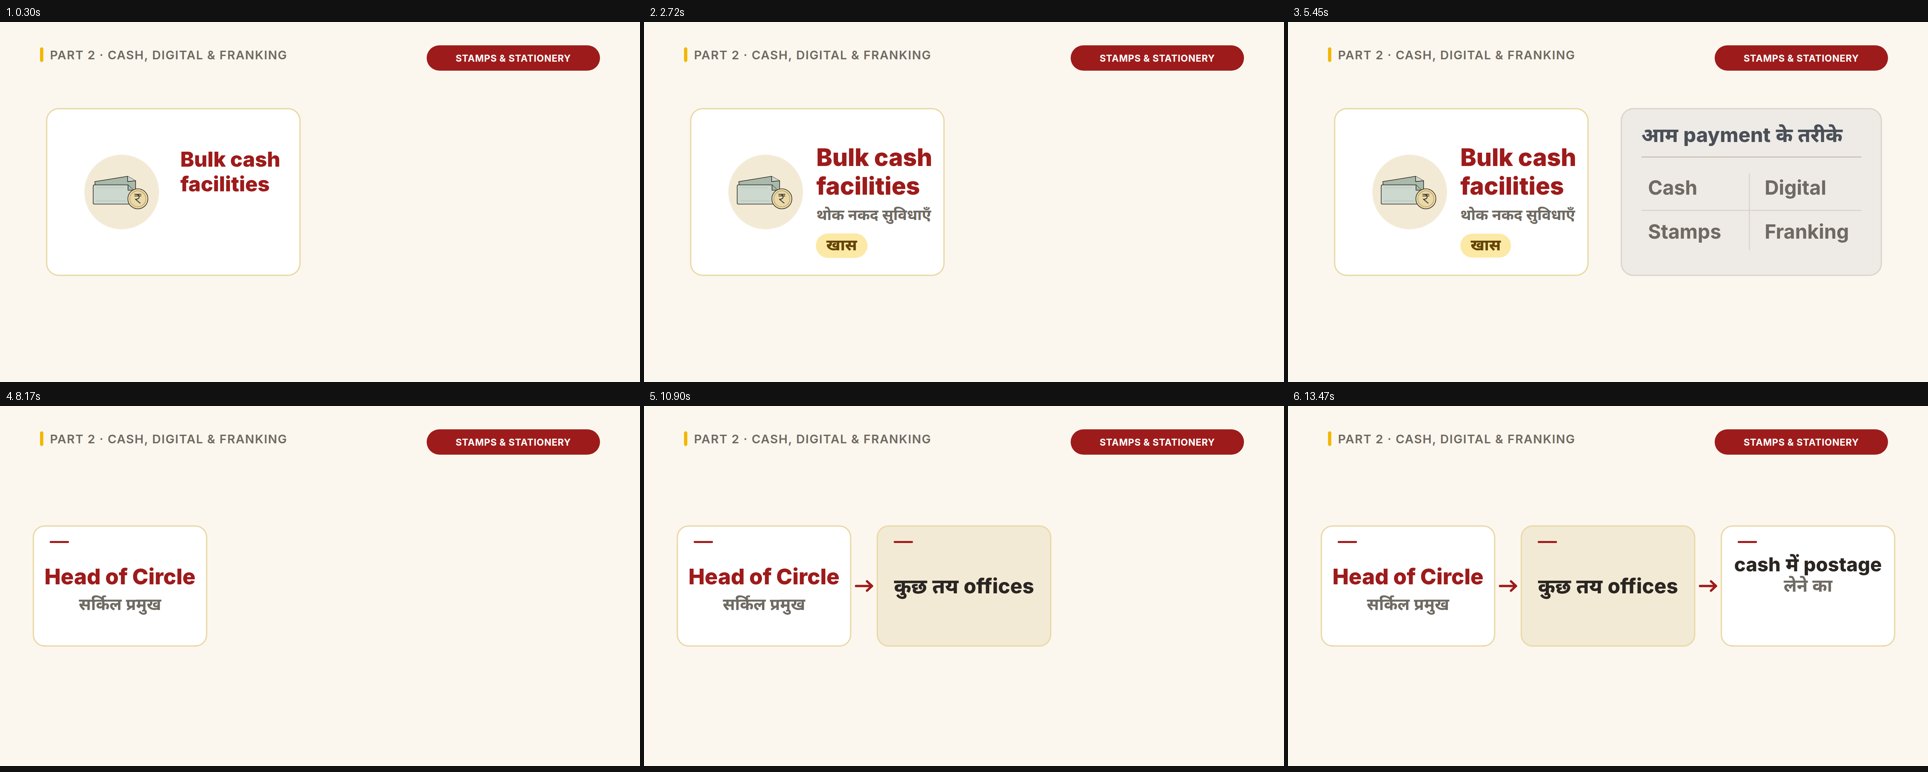 1. 0.30s
PART 2 · CASH, DIGITAL & FRANKING
STAMPS & STATIONERY
Bulk cash
facilities
₹
2. 2.72s
PART 2 · CASH, DIGITAL & FRANKING
STAMPS & STATIONERY
Bulk cash
facilities
थोक नकद सुविधाएँ
खास
₹
3. 5.45s
PART 2 · CASH, DIGITAL & FRANKING
STAMPS & STATIONERY
Bulk cash
facilities
थोक नकद सुविधाएँ
खास
₹
आम payment के तरीके
Cash
Digital
Stamps
Franking
4. 8.17s
PART 2 · CASH, DIGITAL & FRANKING
STAMPS & STATIONERY
Head of Circle
सर्किल प्रमुख
5. 10.90s
PART 2 · CASH, DIGITAL & FRANKING
STAMPS & STATIONERY
Head of Circle
सर्किल प्रमुख
कुछ तय offices
6. 13.47s
PART 2 · CASH, DIGITAL & FRANKING
STAMPS & STATIONERY
Head of Circle
सर्किल प्रमुख
कुछ तय offices
cash में postage
लेने का